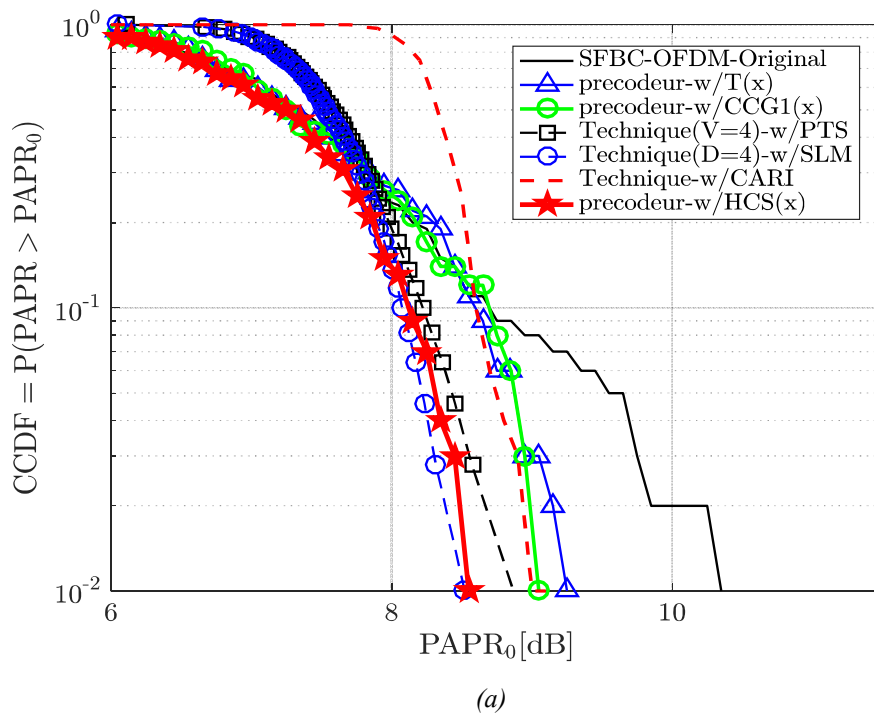 10^0
SFBC-OFDM-Original
precodeur-w/T(x)
precodeur-w/CCG1(x)
Technique(V=4)-w/PTS
Technique(D=4)-w/SLM
Technique-w/CARI
precodeur-w/HCS(x)
CCDF = P(PAPR > PAPR_0)
10^-1
10^-2
6 8 10
PAPR_0[dB]
(a)